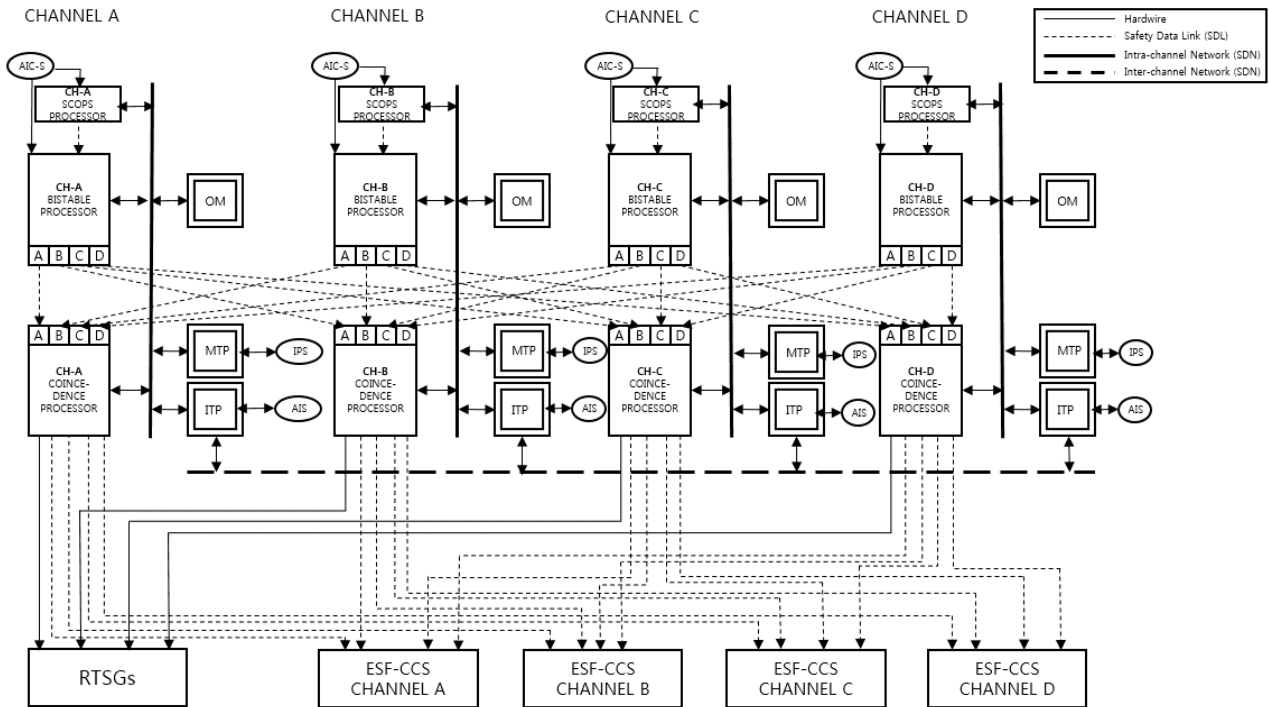 CHANNEL A
CHANNEL B
CHANNEL C
CHANNEL D
Hardwire
Safety Data Link (SDL)
Intra-channel Network (SDN)
Inter-channel Network (SDN)
AIC-S
AIC-S
AIC-S
AIC-S
CH-A
SCOPS
PROCESSOR
CH-B
SCOPS
PROCESSOR
CH-C
SCOPS
PROCESSOR
CH-D
SCOPS
PROCESSOR
CH-A
BISTABLE
PROCESSOR
OM
CH-B
BISTABLE
PROCESSOR
OM
CH-C
BISTABLE
PROCESSOR
OM
CH-D
BISTABLE
PROCESSOR
OM
A B C D
A B C D
A B C D
A B C D
A B C D
A B C D
A B C D
A B C D
CH-A
COINCE-
DENCE
PROCESSOR
MTP
IPS
ITP
AIS
CH-B
COINCE-
DENCE
PROCESSOR
MTP
IPS
ITP
AIS
CH-C
COINCE-
DENCE
PROCESSOR
MTP
IPS
ITP
AIS
CH-D
COINCE-
DENCE
PROCESSOR
MTP
IPS
ITP
AIS
RTSGs
ESF-CCS
CHANNEL A
ESF-CCS
CHANNEL B
ESF-CCS
CHANNEL C
ESF-CCS
CHANNEL D